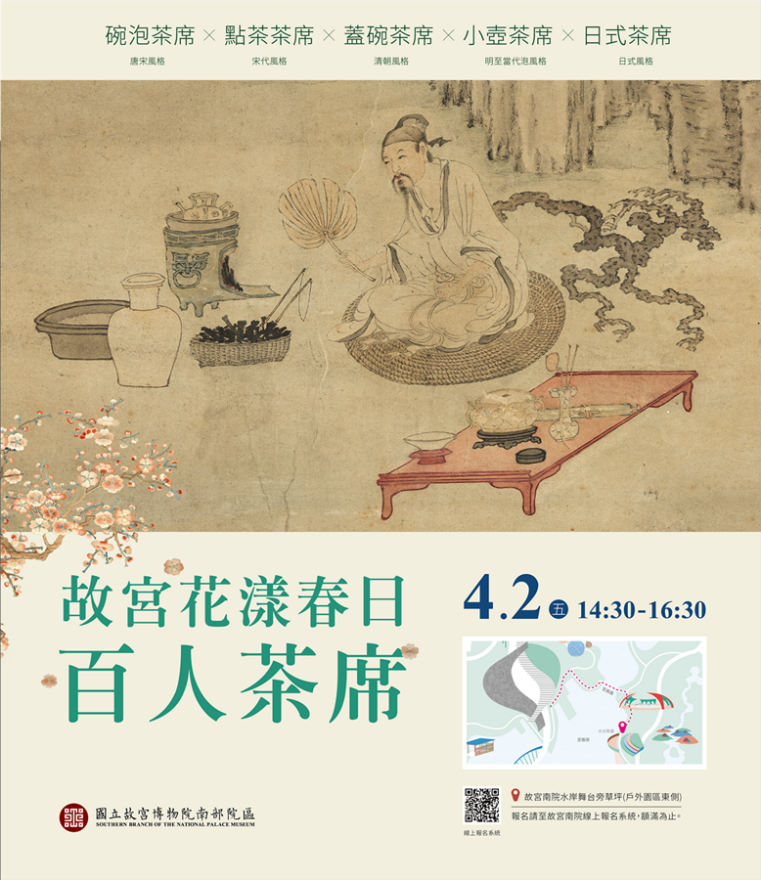 碗泡茶席×點茶茶席×蓋碗茶席×小壺茶席×日式茶席
唐宋風格 宋代風格 清朝風格 明至當代泡風格 日式風格
故宮花漾春日
百人茶席
4.2 五 14:30-16:30
故宮南院水岸舞台旁草坪(戶外園區東側)
報名請至故宮南院線上報名系統,額滿為止。
線上報名系統
國立故宮博物院南部院區
SOUTHERN BRANCH OF THE NATIONAL PALACE MUSEUM